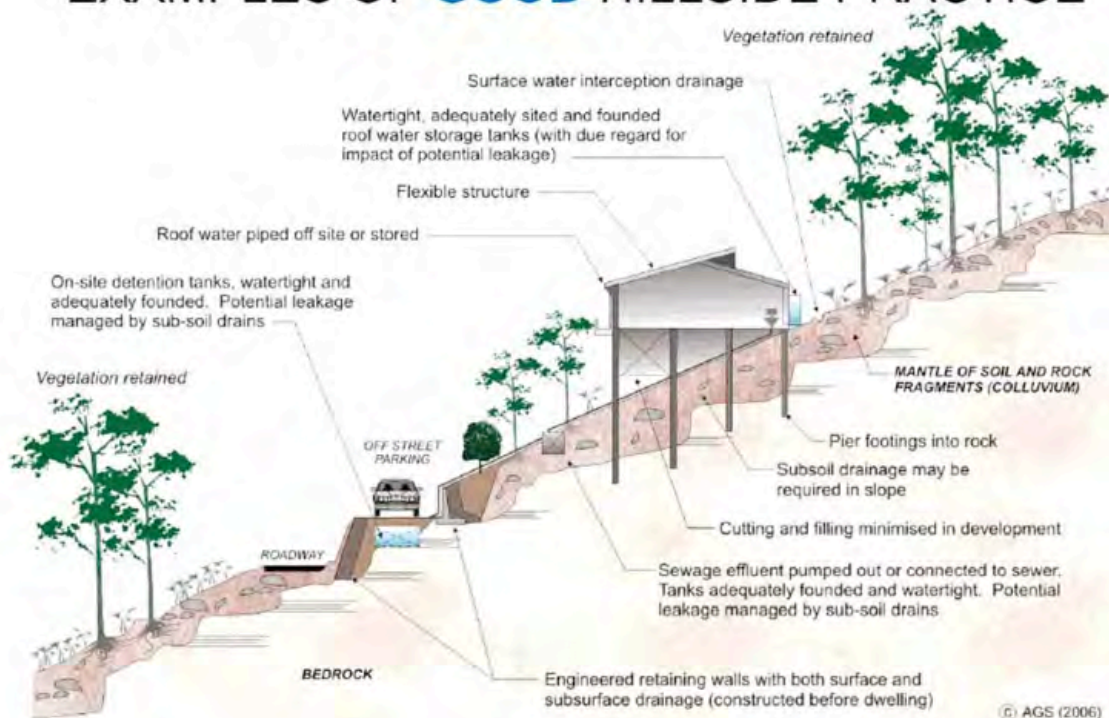 EXAMPLES OF GOOD HILLSIDE PRACTICE
Vegetation retained
Surface water interception drainage
Watertight, adequately sited and founded
roof water storage tanks (with due regard for
impact of potential leakage)
Flexible structure
Roof water piped off site or stored
On-site detention tanks, watertight and
adequately founded. Potential leakage
managed by sub-soil drains
Vegetation retained
MANTLE OF SOIL AND ROCK
FRAGMENTS (COLLUVIUM)
OFF STREET
PARKING
Pier footings into rock
Subsoil drainage may be
required in slope
Cutting and filling minimised in development
ROADWAY
Sewage effluent pumped out or connected to sewer.
Tanks adequately founded and watertight. Potential
leakage managed by sub-soil drains
BEDROCK
Engineered retaining walls with both surface and
subsurface drainage (constructed before dwelling)
© AGS (2006)